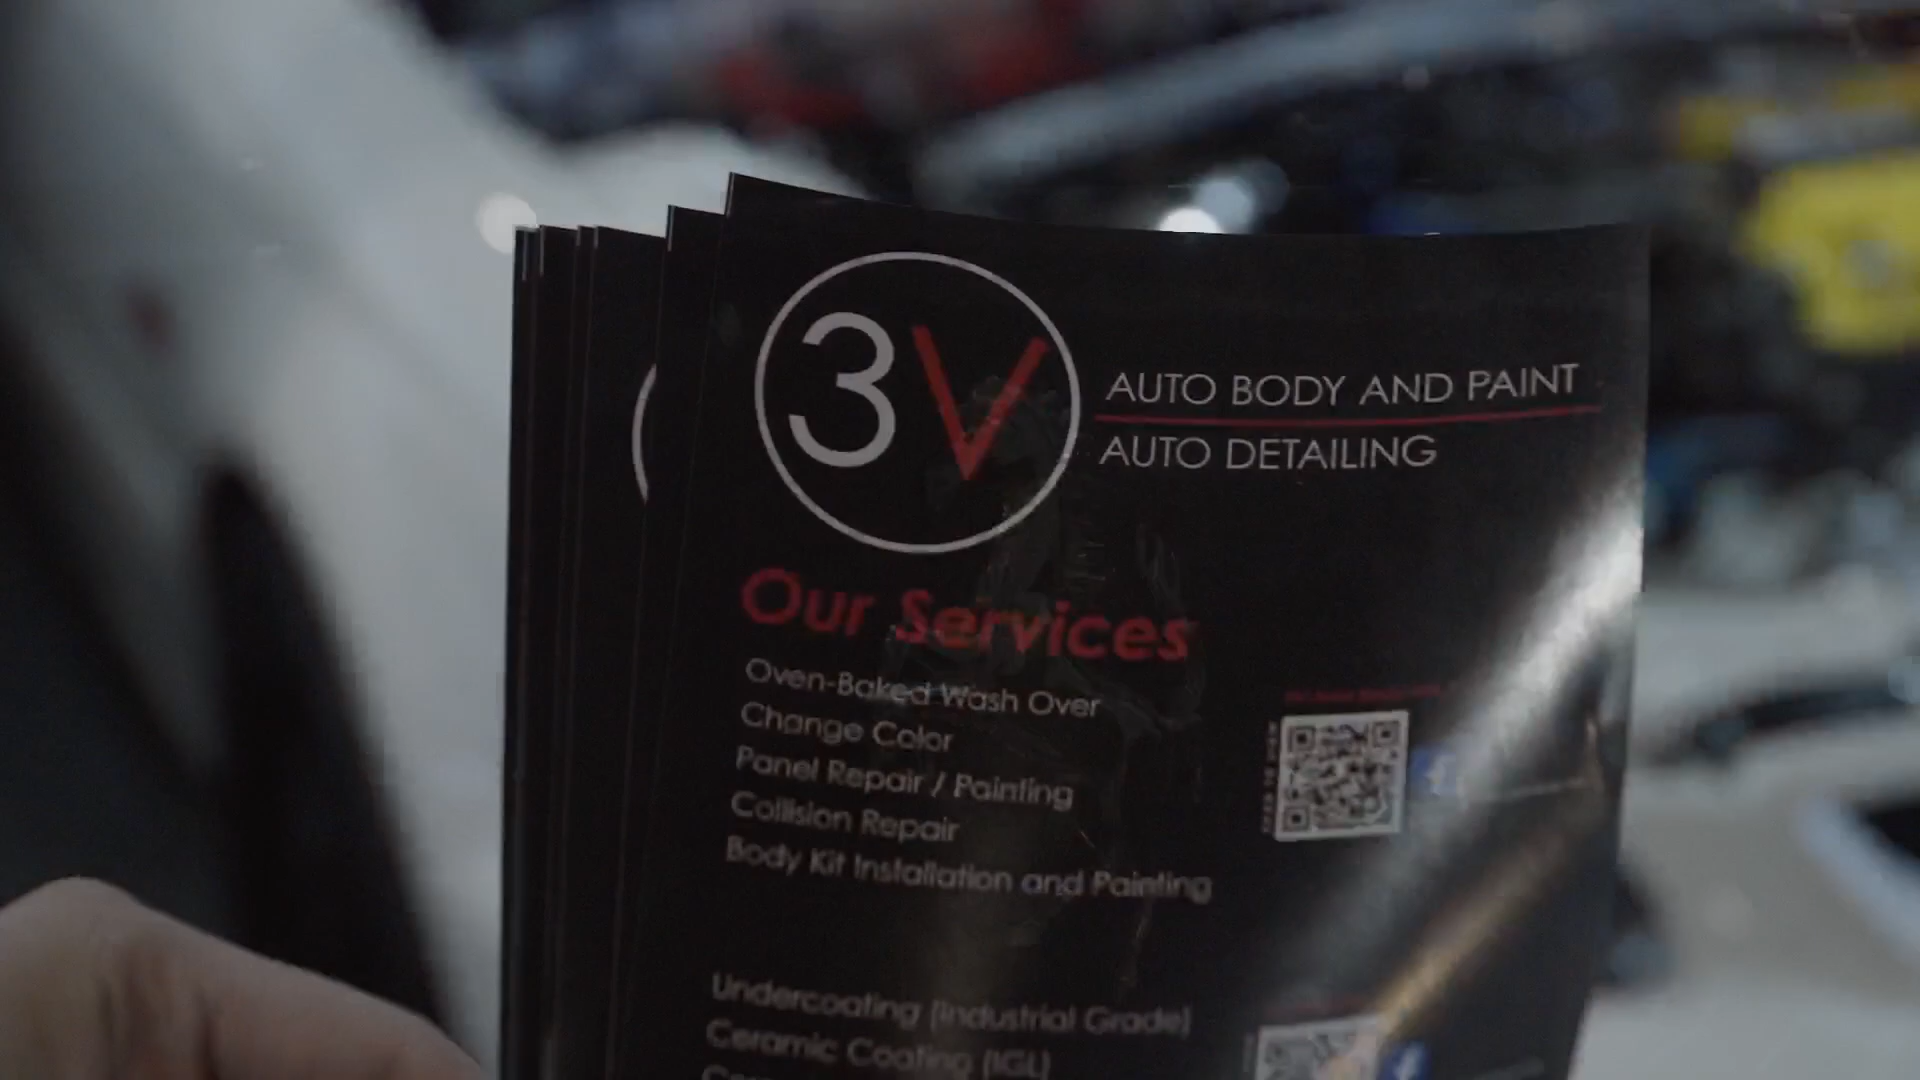 3V
AUTO BODY AND PAINT
AUTO DETAILING
Our Services
Oven-Baked Wash Over
Change Color
Panel Repair / Painting
Collision Repair
Body Kit Installation and Painting
Undercoating (Industrial Grade)
Ceramic Coating (IGL)